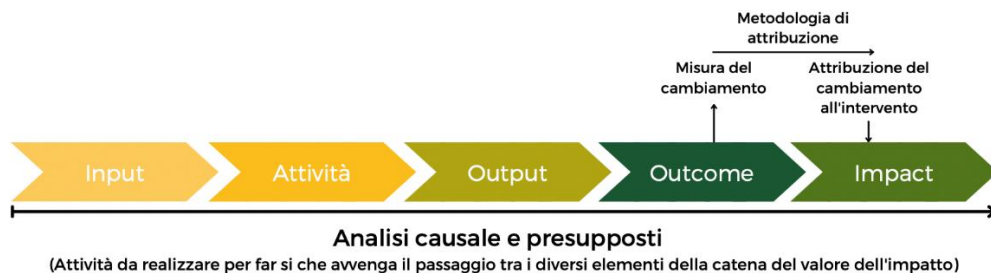 Metodologia di
attribuzione
Misura del
cambiamento
Attribuzione del
cambiamento
all'intervento
Input
Attività
Output
Outcome
Impact
Analisi causale e presupposti
(Attività da realizzare per far si che avvenga il passaggio tra i diversi elementi della catena del valore dell'impatto)